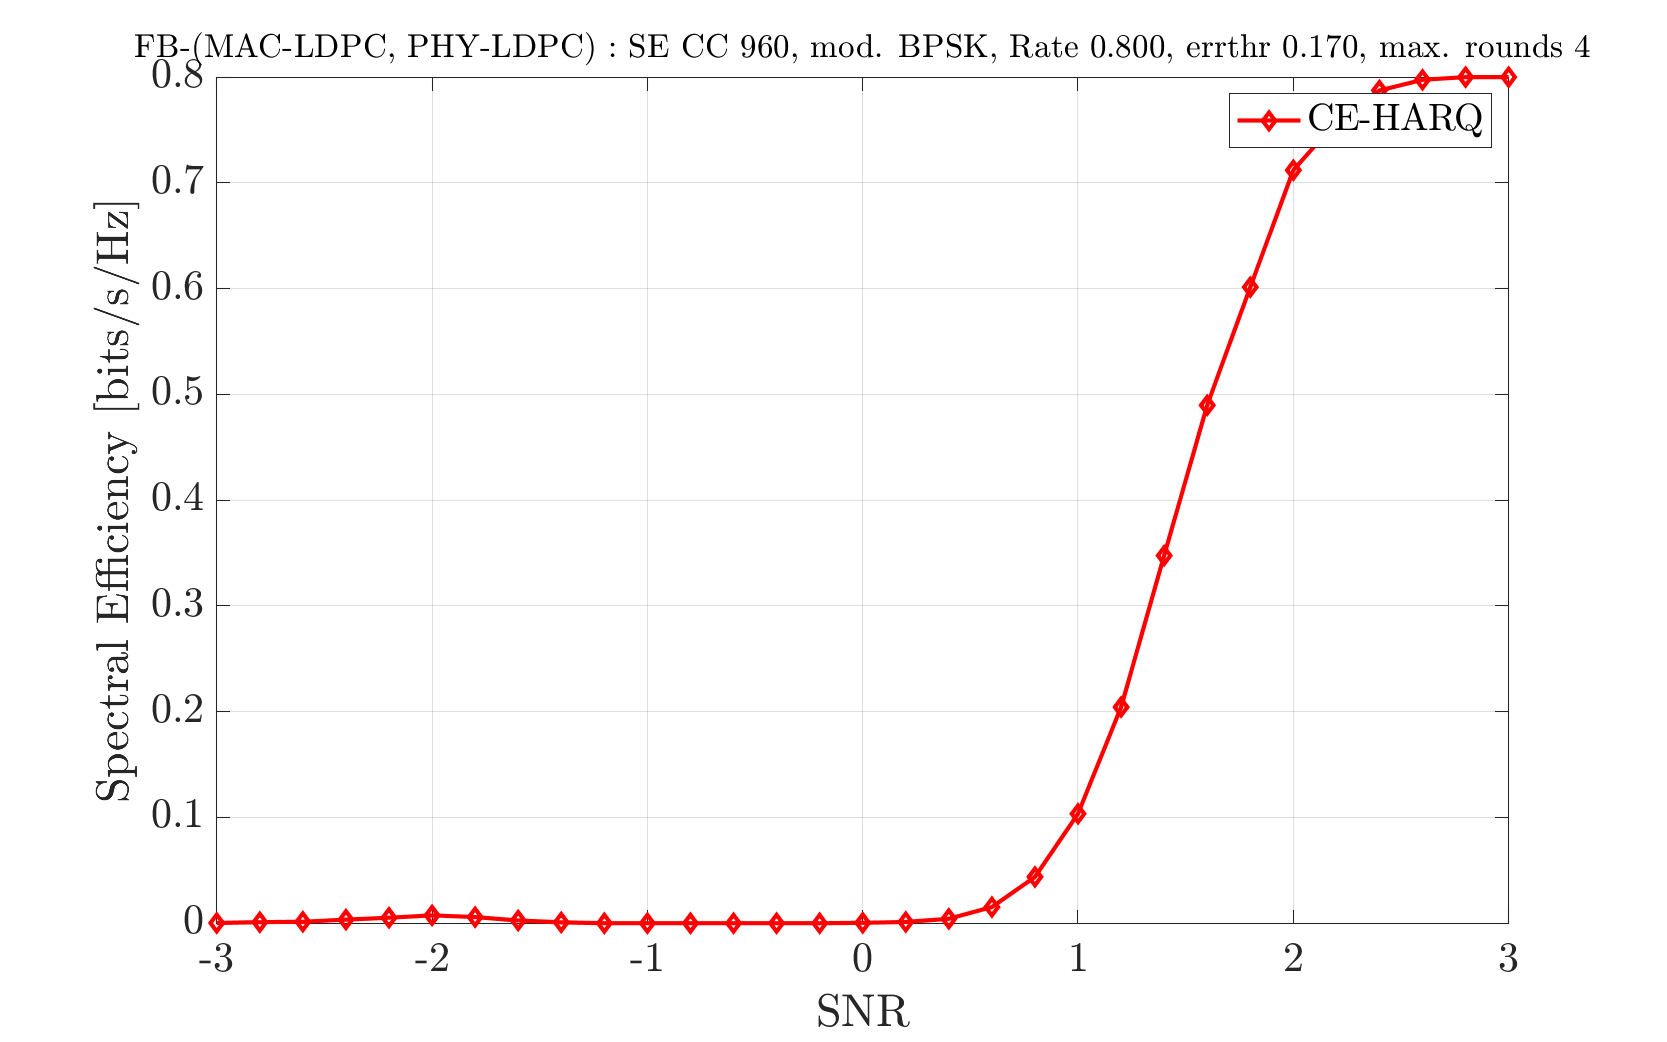 FB-(MAC-LDPC, PHY-LDPC) : SE CC 960, mod. BPSK, Rate 0.800, errthr 0.170, max. rounds 4
CE-HARQ
Spectral Efficiency [bits/s/Hz]
0.8
0.7
0.6
0.5
0.4
0.3
0.2
0.1
0
-3 -2 -1 0 1 2 3
SNR